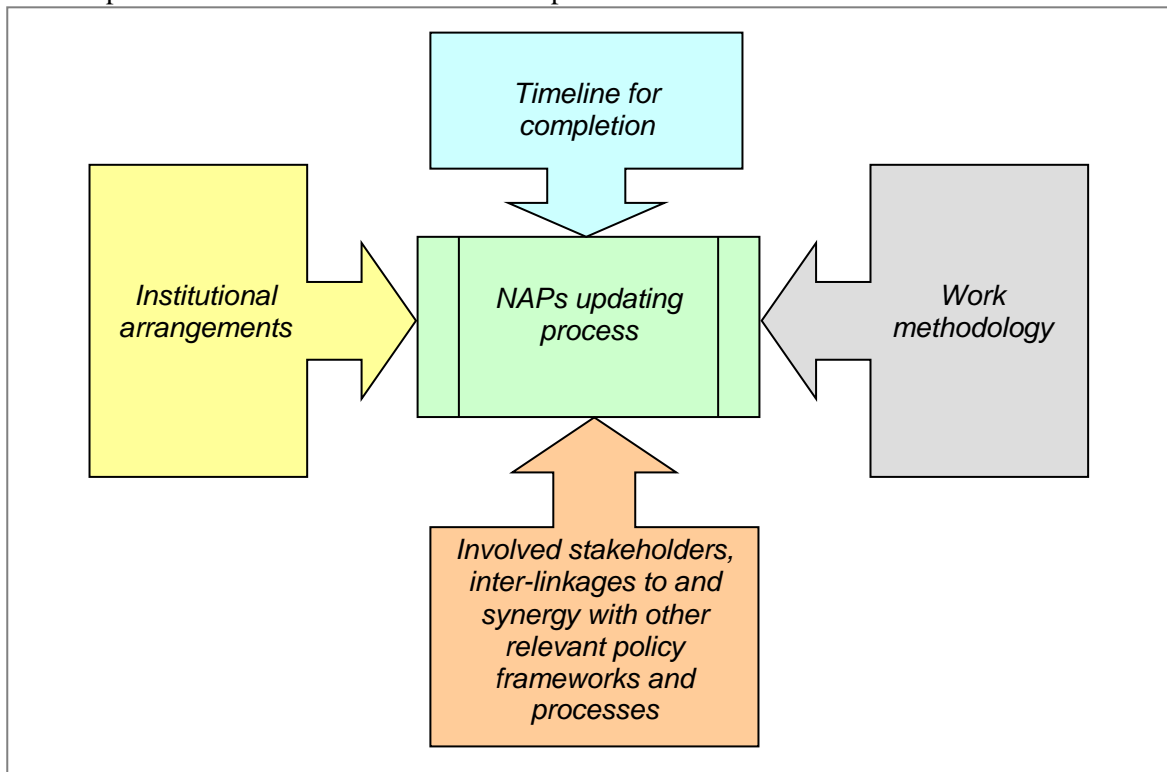 Timeline for
completion
Institutional
arrangements
NAPs updating
process
Work
methodology
Involved stakeholders,
inter-linkages to and
synergy with other
relevant policy
frameworks and
processes